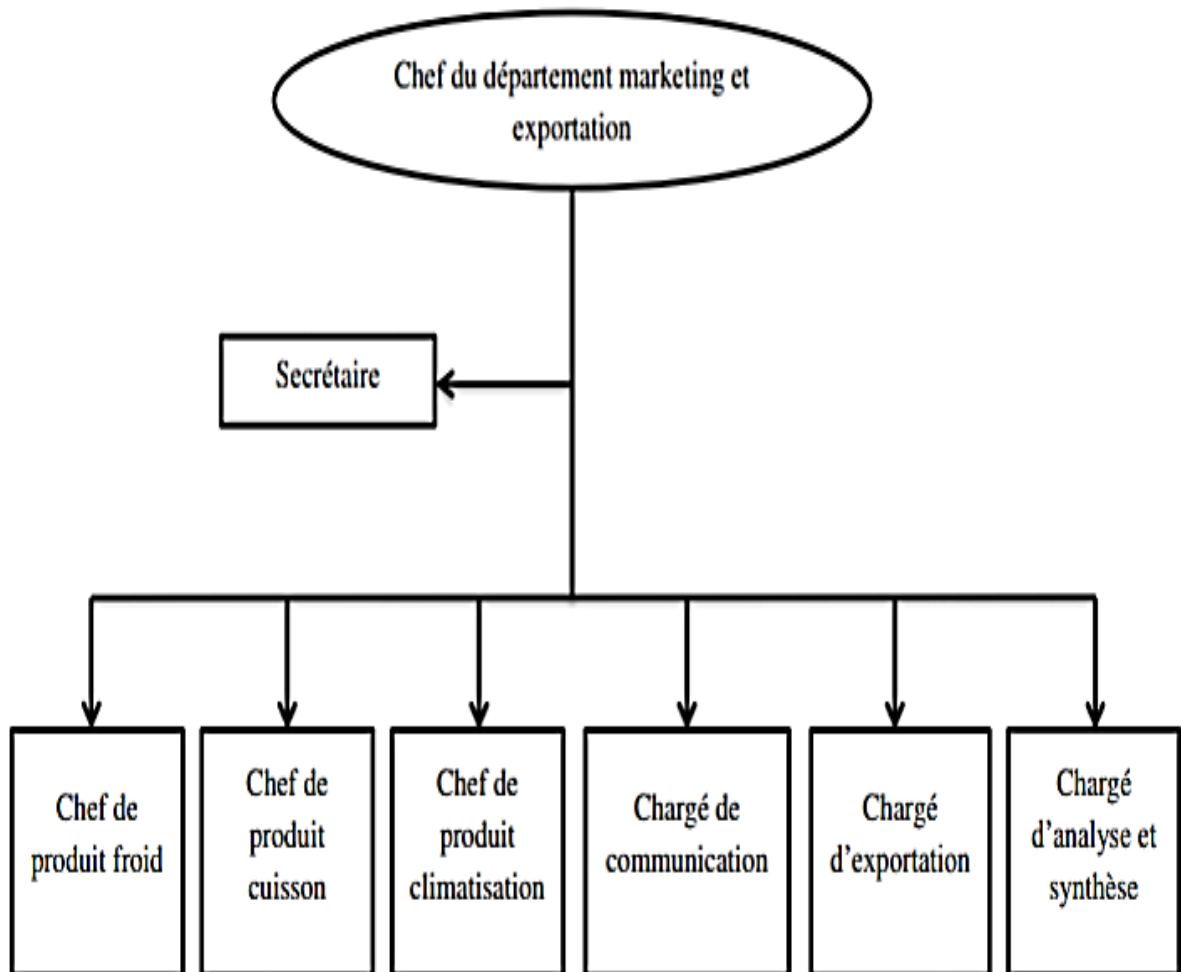 Chef du département marketing et
exportation
Secrétaire
Chef de
produit froid
Chef de
produit
cuisson
Chef de
produit
climatisation
Chargé de
communication
Chargé
d’exportation
Chargé
d’analyse et
synthèse